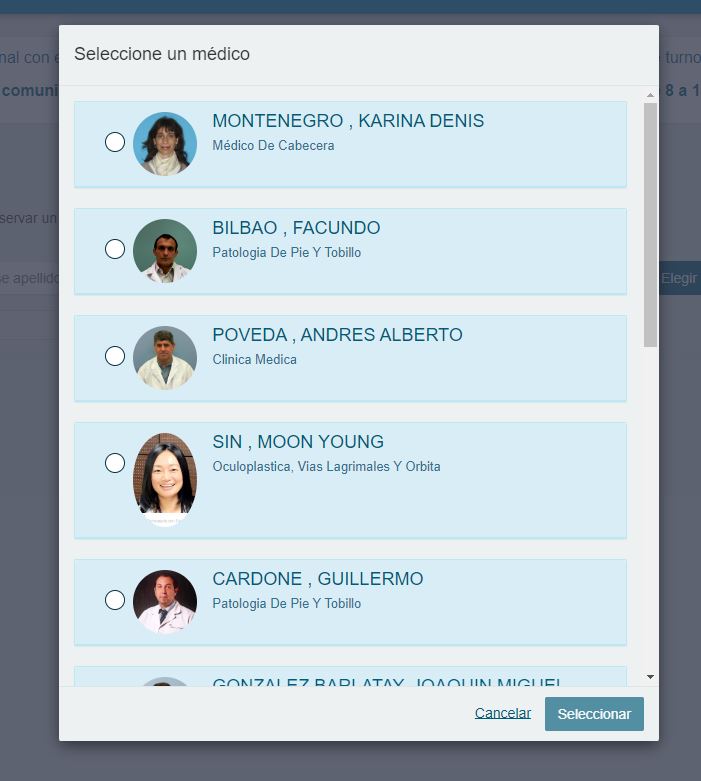 Seleccione un médico
nal con e
turno
comuni
8 a 1
MONTENEGRO , KARINA DENIS
Médico De Cabecera
servar un
BILBAO , FACUNDO
Patologia De Pie Y Tobillo
se apellido
Elegir
POVEDA , ANDRES ALBERTO
Clinica Medica
SIN , MOON YOUNG
Oculoplastica, Vias Lagrimales Y Orbita
CARDONE , GUILLERMO
Patologia De Pie Y Tobillo
GONZALEZ BARLATAY, JOAQUIN MIGUEL
Cancelar
Seleccionar